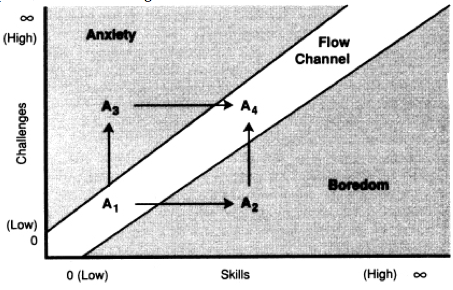 ∞
(High)
Anxiety
Flow
Channel
Challenges
A3
A4
A1
A2
Boredom
(Low)
0
0 (Low)
Skills
(High) ∞